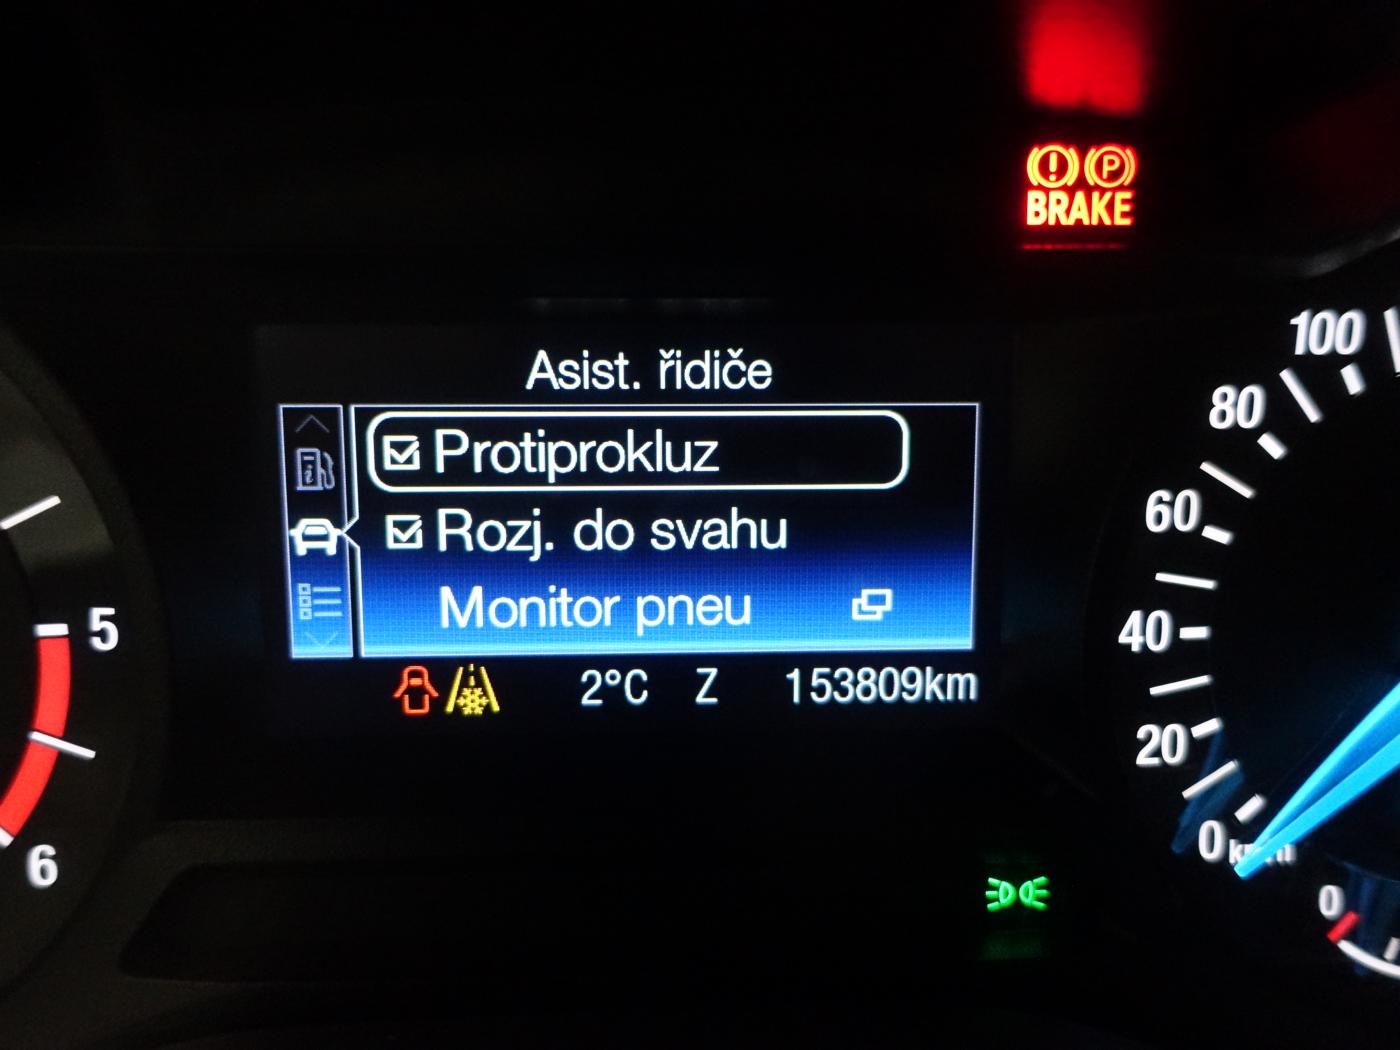 BRAKE
Asist. řidiče
Protiprokluz
Rozj. do svahu
Monitor pneu
2°C Z 153809km
5
6
100
80
60
40
20
0
0